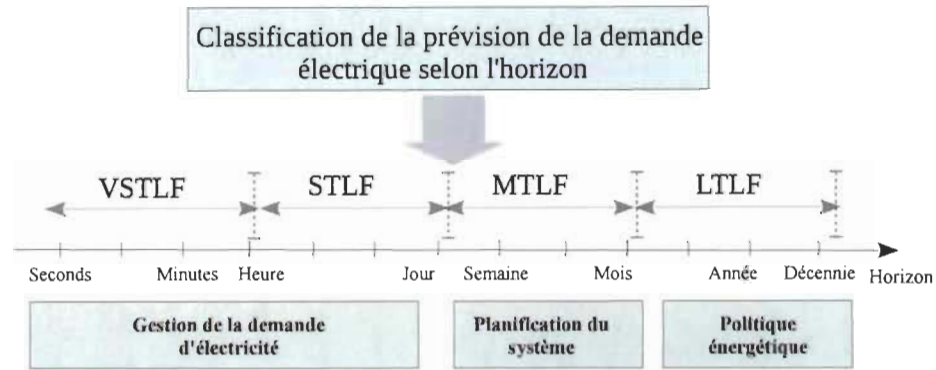 Classification de la prévision de la demande
électrique selon l'horizon
VSTLF STLF MTLF LTLF
Seconds Minutes Heure Jour Semaine Mois Année Décennie Horizon
Gestion de la demande
d'électricité
Planification du
système
Politique
énergétique